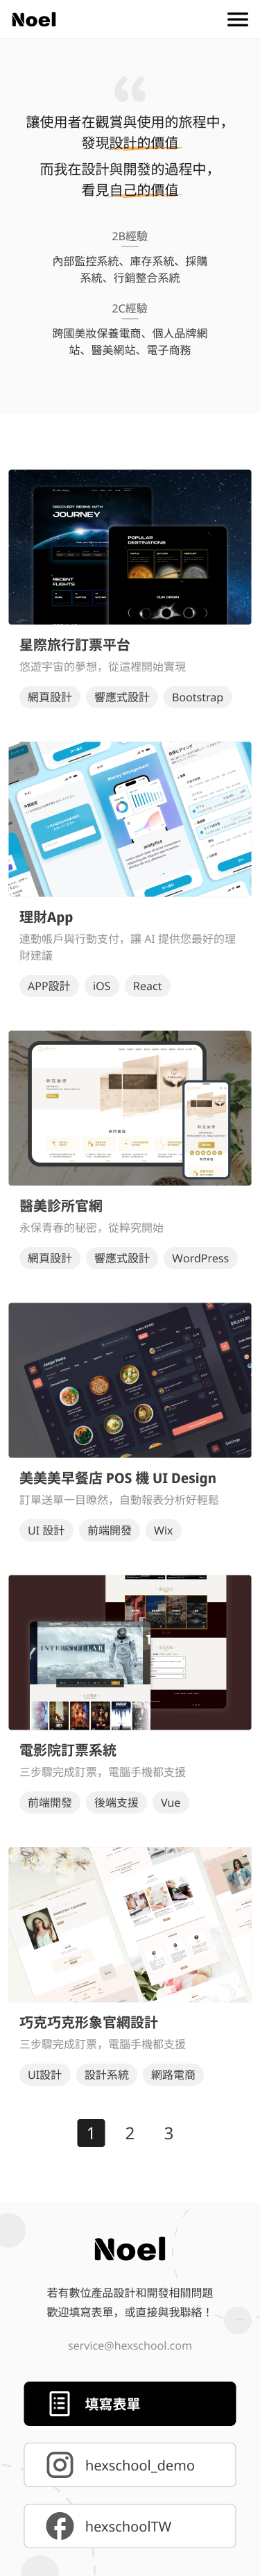 Noel
讓使用者在觀賞與使用的旅程中，
發現設計的價值
而我在設計與開發的過程中，
看見自己的價值
2B經驗
內部監控系統、庫存系統、採購
系統、行銷整合系統
2C經驗
跨國美妝保養電商、個人品牌網
站、醫美網站、電子商務
DISCOVERY BEGINS WITH
JOURNEY
POPULAR
DESTINATIONS
RECENT
FLIGHTS
OUR ORIGIN
星際旅行訂票平台
悠遊宇宙的夢想，從這裡開始實現
網頁設計
響應式設計
Bootstrap
Money Management
analytics
理財App
連動帳戶與行動支付，讓 AI 提供您最好的理
財建議
APP設計
iOS
React
醫美診所官網
永保青春的秘密，從粹究開始
網頁設計
響應式設計
WordPress
美美美早餐店 POS 機 UI Design
訂單送單一目瞭然，自動報表分析好輕鬆
UI 設計
前端開發
Wix
INTERSTELLAR
電影院訂票系統
三步驟完成訂票，電腦手機都支援
前端開發
後端支援
Vue
巧克巧克形象官網設計
三步驟完成訂票，電腦手機都支援
UI設計
設計系統
網路電商
1
2
3
Noel
若有數位產品設計和開發相關問題
歡迎填寫表單，或直接與我聯絡！
service@hexschool.com
填寫表單
hexschool_demo
hexschoolTW